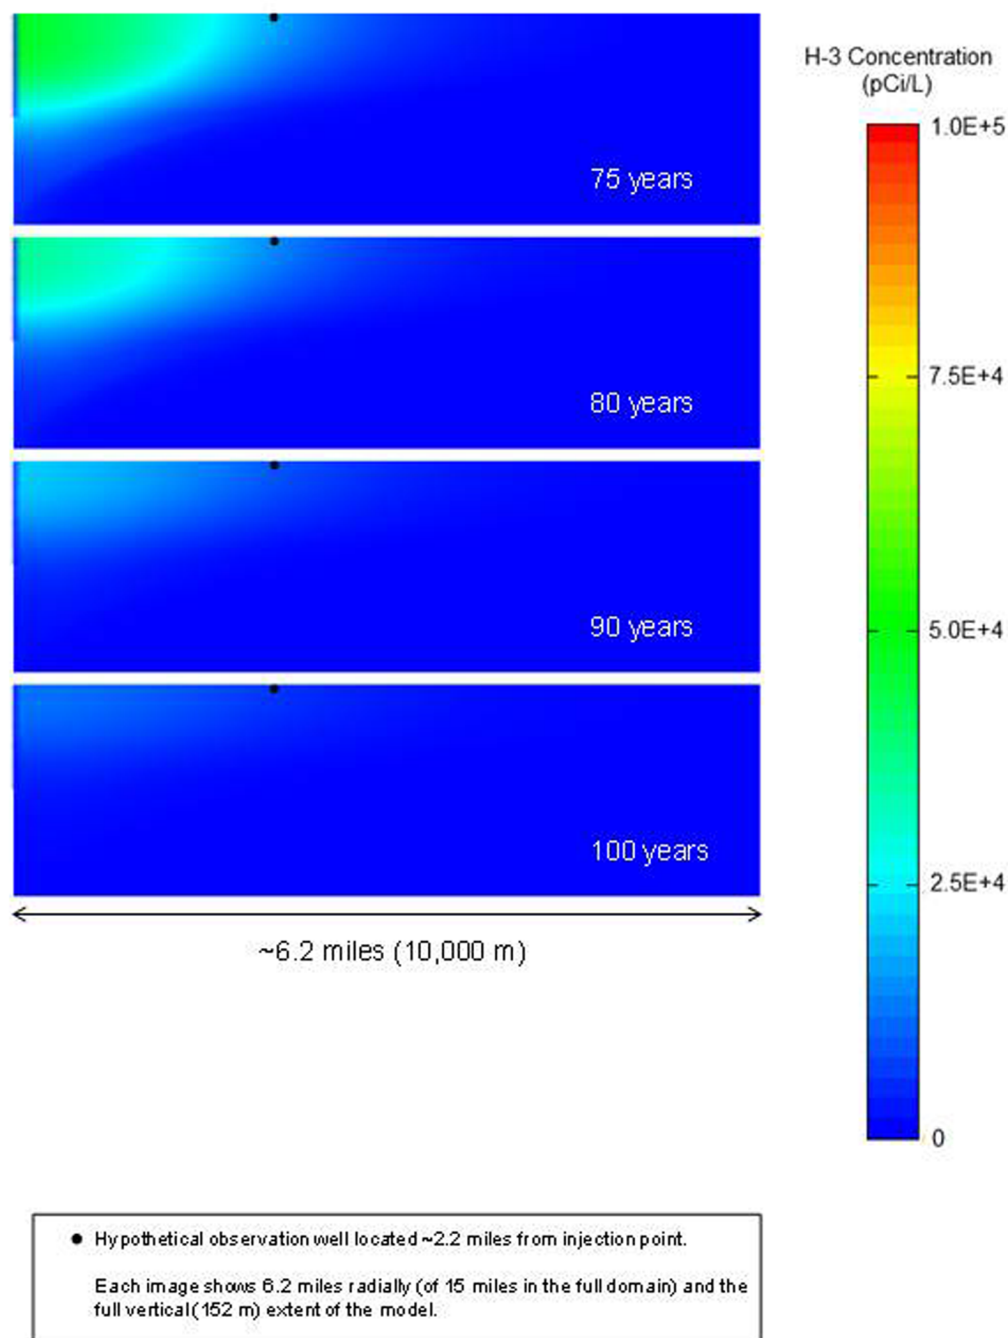 H-3 Concentration
(pCi/L)
1.0E+5
75 years
7.5E+4
80 years
90 years
5.0E+4
100 years
2.5E+4
~6.2 miles (10,000 m)
0
Hypothetical observation well located ~2.2 miles from injection point.
Each image shows 6.2 miles radially (of 15 miles in the full domain) and the
full vertical (152 m) extent of the model.